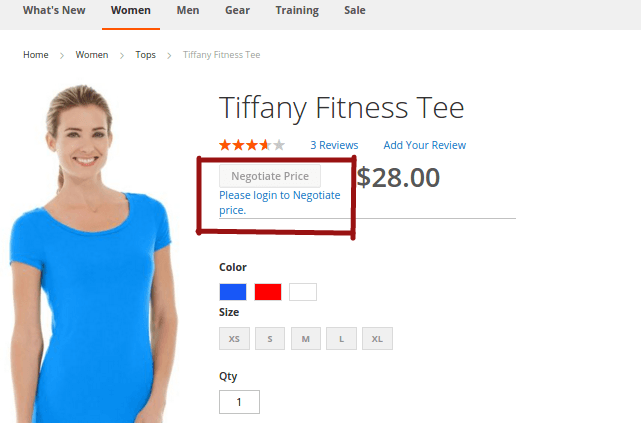 What's New Women Men Gear Training Sale
Home > Women > Tops > Tiffany Fitness Tee
Tiffany Fitness Tee
3 Reviews Add Your Review
Negotiate Price
$28.00
Please login to Negotiate
price.
Color
Size
XS S M L XL
Qty
1